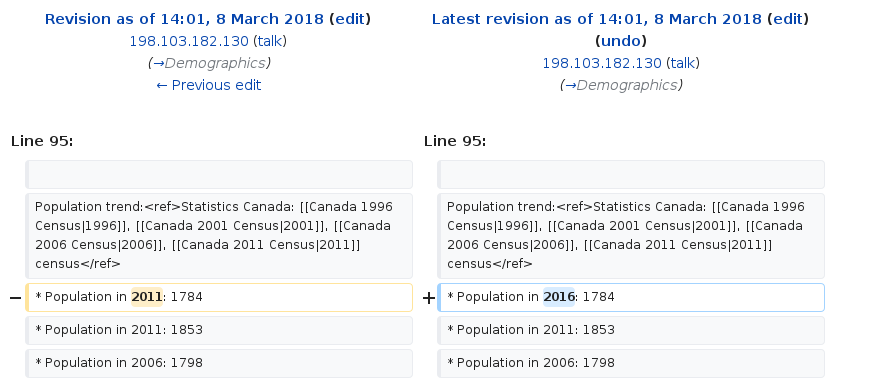 Revision as of 14:01, 8 March 2018 (edit)
198.103.182.130 (talk)
(→Demographics)
← Previous edit
Latest revision as of 14:01, 8 March 2018 (edit)
(undo)
198.103.182.130 (talk)
(→Demographics)
Line 95:
Population trend:<ref>Statistics Canada: [[Canada 1996
Census|1996]], [[Canada 2001 Census|2001]], [[Canada
2006 Census|2006]], [[Canada 2011 Census|2011]]
census</ref>
− * Population in 2011: 1784
* Population in 2011: 1853
* Population in 2006: 1798
Line 95:
Population trend:<ref>Statistics Canada: [[Canada 1996
Census|1996]], [[Canada 2001 Census|2001]], [[Canada
2006 Census|2006]], [[Canada 2011 Census|2011]]
census</ref>
+ * Population in 2016: 1784
* Population in 2011: 1853
* Population in 2006: 1798